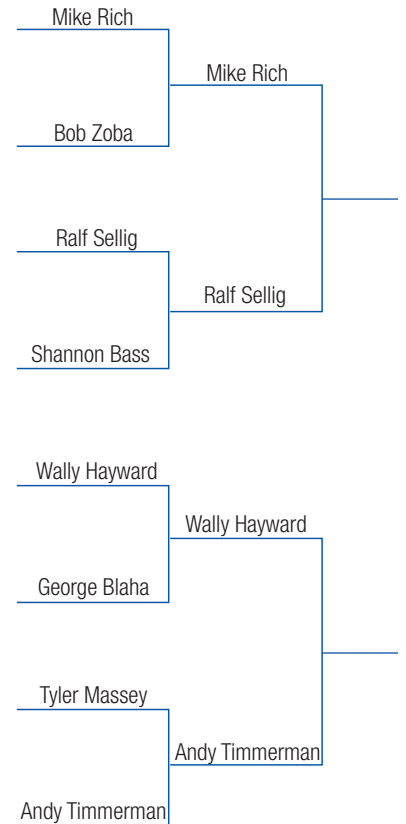 Mike Rich
Mike Rich
Bob Zoba
Ralf Sellig
Ralf Sellig
Shannon Bass
Wally Hayward
Wally Hayward
George Blaha
Tyler Massey
Andy Timmerman
Andy Timmerman